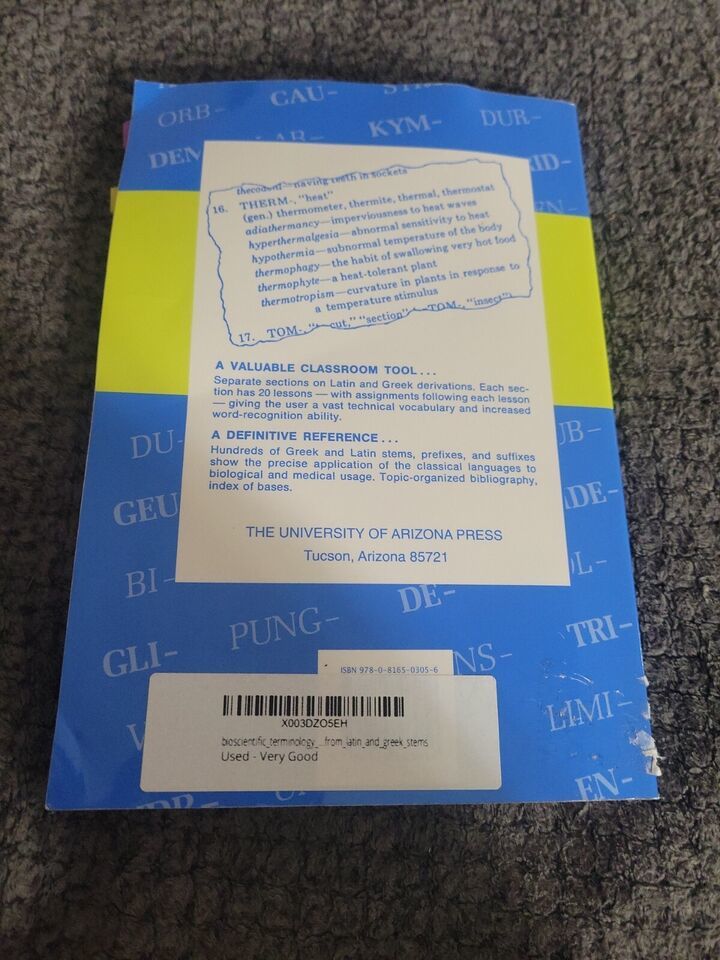 ORB-
CAU-
KYM-
DUR-
DEM
thecodont—having teeth in sockets
16. THERM-, "heat"
(gen.) thermometer, thermite, thermal, thermostat
adiathermancy—imperviousness to heat waves
hyperthermalgesia—abnormal sensitivity to heat
hypothermia—subnormal temperature of the body
thermophagy—the habit of swallowing very hot food
thermophyte—a heat-tolerant plant
thermotropism—curvature in plants in response to
a temperature stimulus
17. TOM-, cut," "section" TOM-, "insect")
A VALUABLE CLASSROOM TOOL...
Separate sections on Latin and Greek derivations. Each sec-
tion has 20 lessons — with assignments following each lesson
— giving the user a vast technical vocabulary and increased
word-recognition ability.
A DEFINITIVE REFERENCE...
Hundreds of Greek and Latin stems, prefixes, and suffixes
show the precise application of the classical languages to
biological and medical usage. Topic-organized bibliography,
index of bases.
THE UNIVERSITY OF ARIZONA PRESS
Tucson, Arizona 85721
DU-
UB-
GEU
DE-
BI-
OL-
DE-
GLI-
PUNG-
NS-
TRI-
ISBN 978-0-8165-0305-6
LIMI-
X003DZO5EH
bioscientific_terminology_...from_latin_and_greek_stems
Used - Very Good
EN-